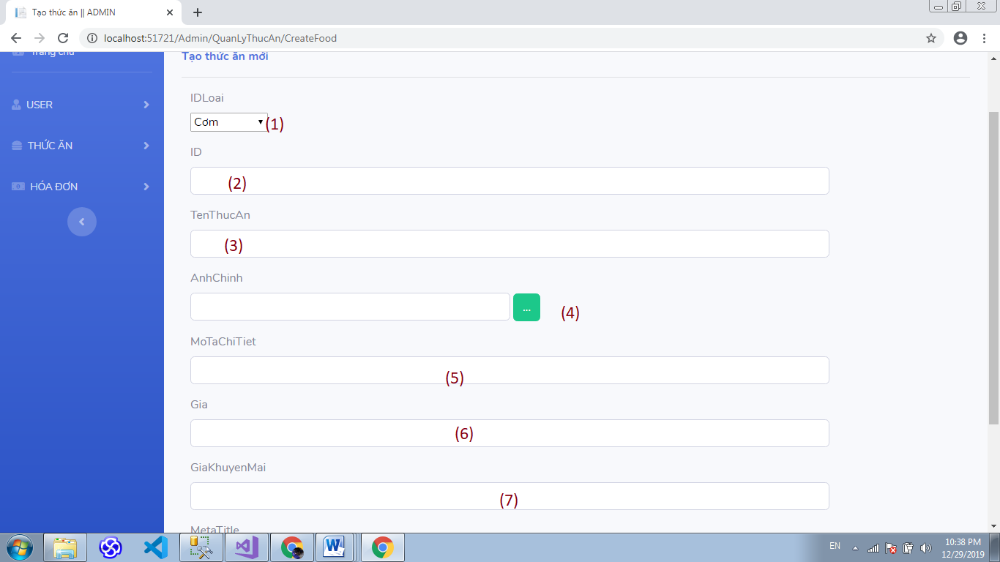 Tạo thức ăn || ADMIN
localhost:51721/Admin/QuanLyThucAn/CreateFood
Trang chủ
Tạo thức ăn mới
USER
THỨC ĂN
HÓA ĐƠN
IDLoai
Cơm
(1)
ID
(2)
TenThucAn
(3)
AnhChinh
...
(4)
MoTaChiTiet
(5)
Gia
(6)
GiaKhuyenMai
(7)
MetaTitle
EN
10:38 PM
12/29/2019